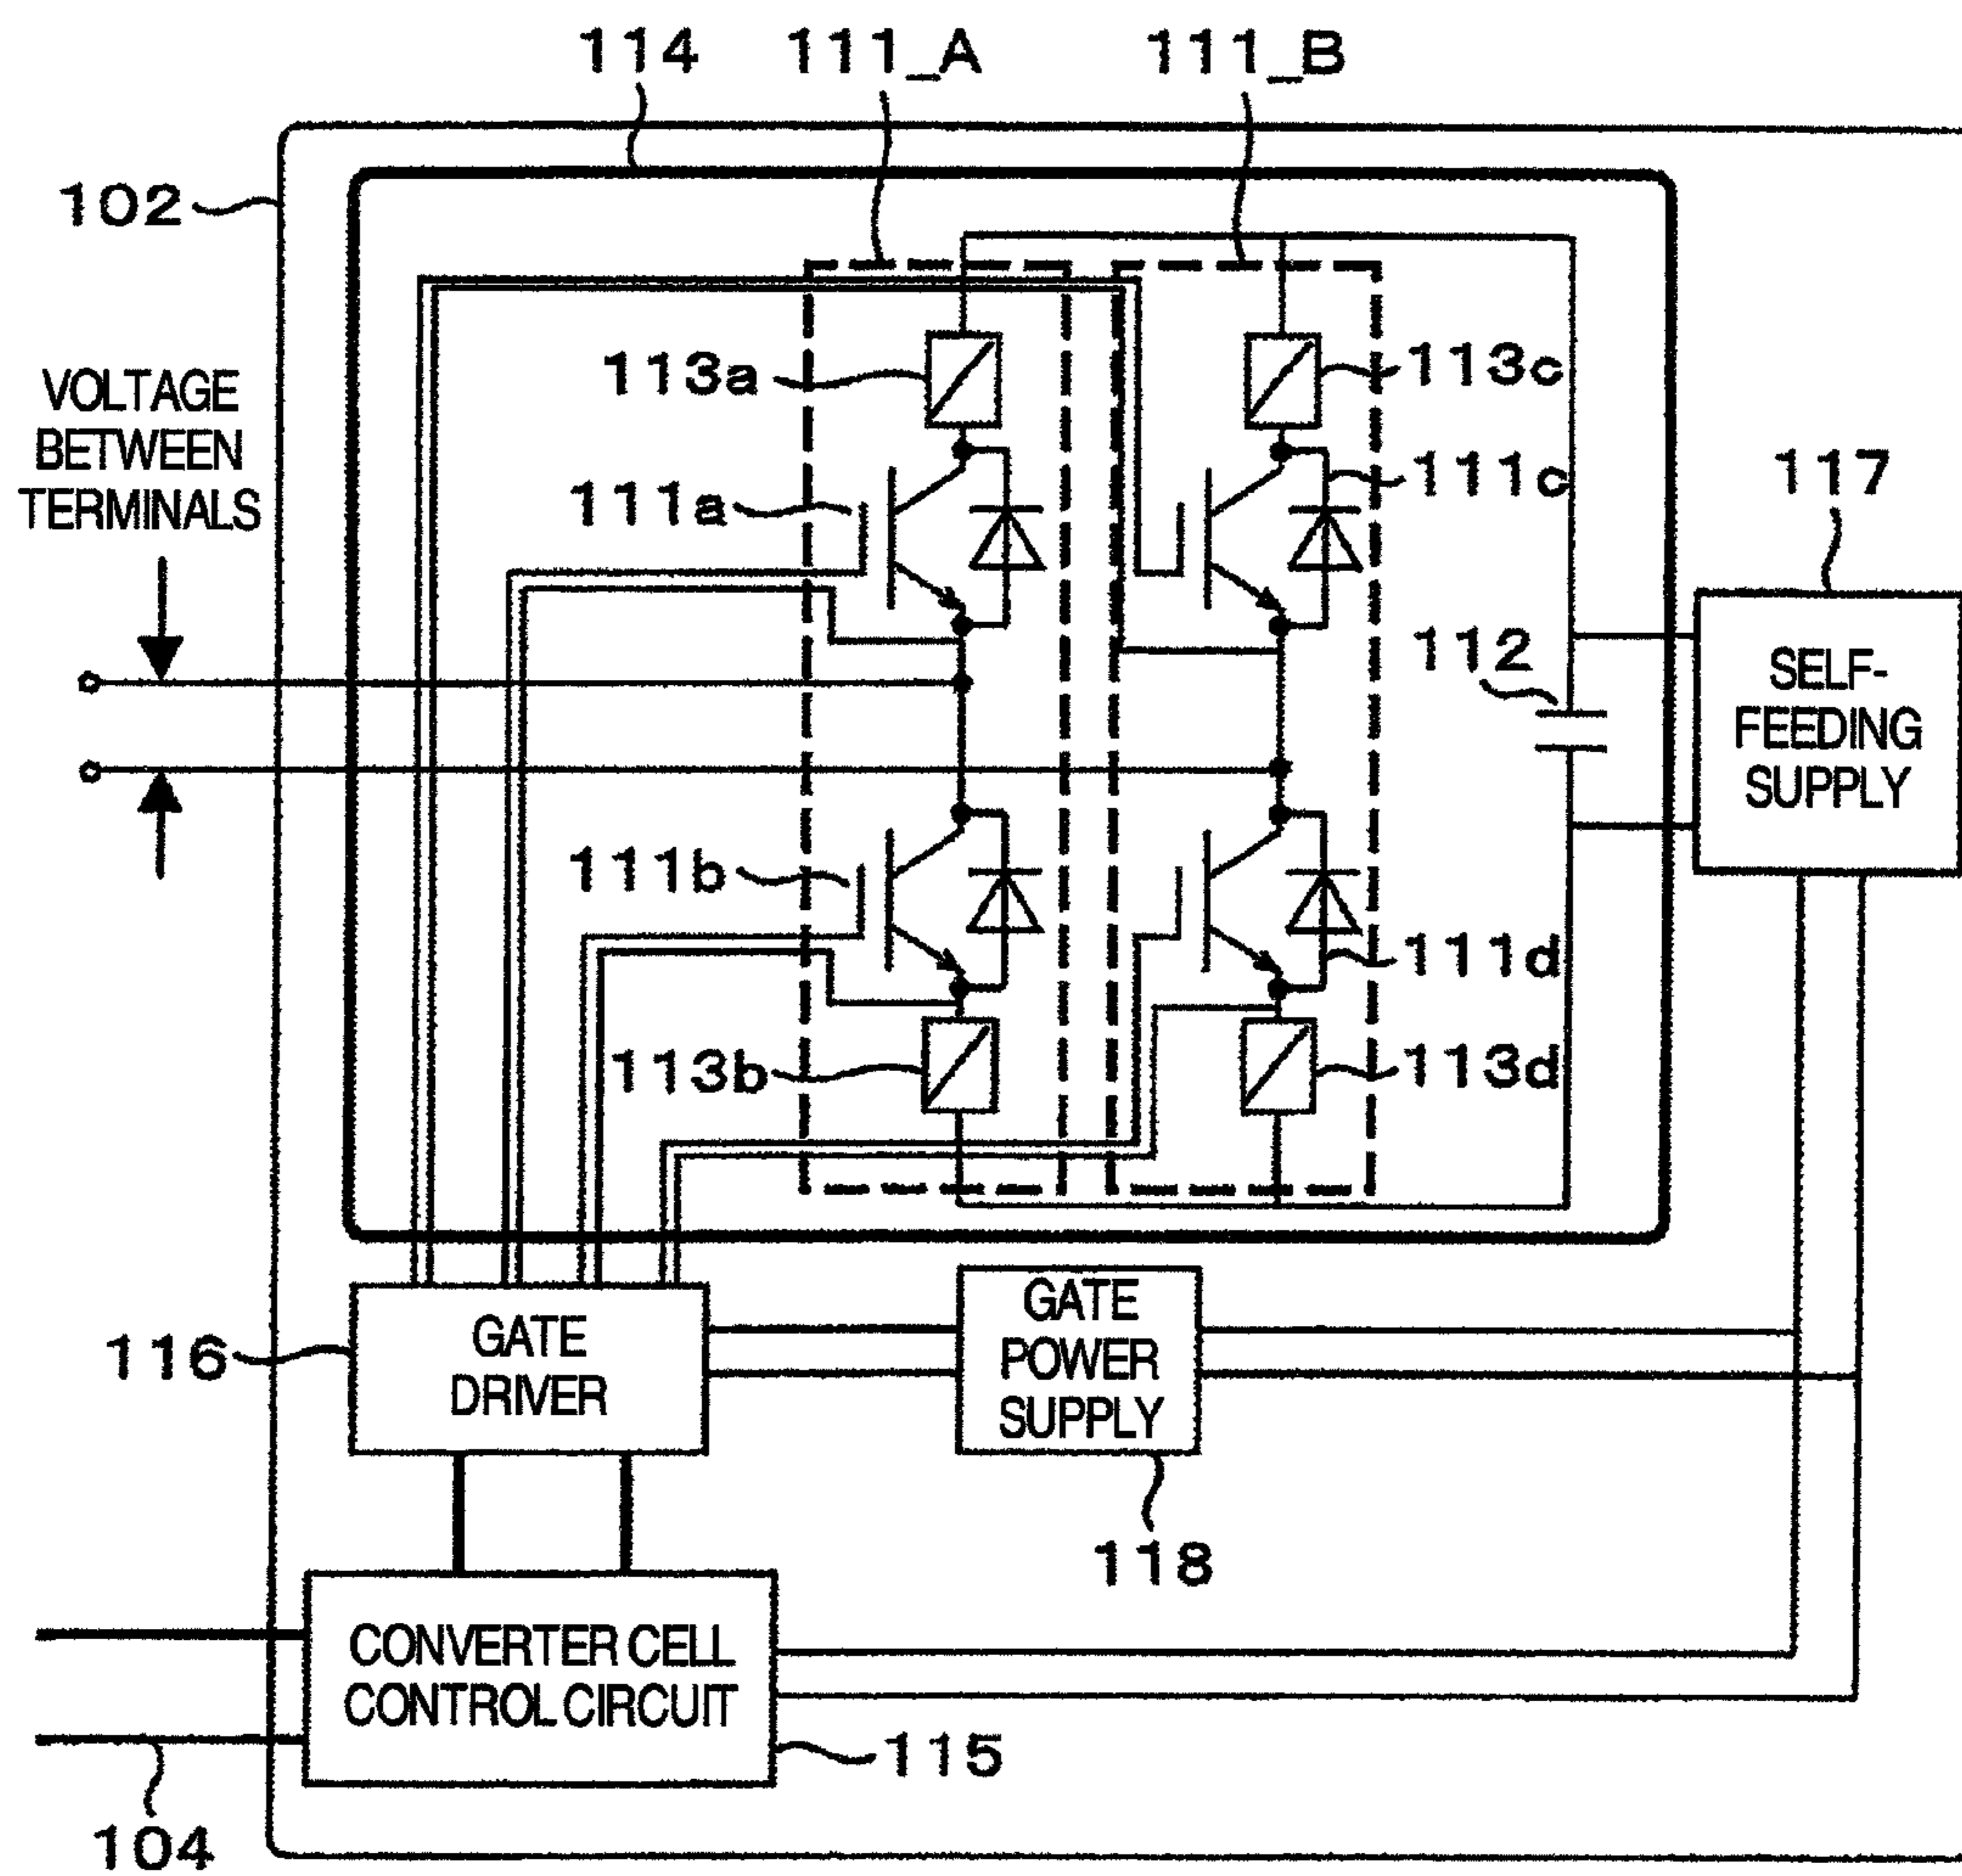 114
111_A
111_B
102
113a
113c
VOLTAGE
BETWEEN
TERMINALS
111a
111c
117
112
SELF-
FEEDING
SUPPLY
111b
111d
113b
113d
GATE
DRIVER
116
GATE
POWER
SUPPLY
118
CONVERTER CELL
CONTROL CIRCUIT
115
104